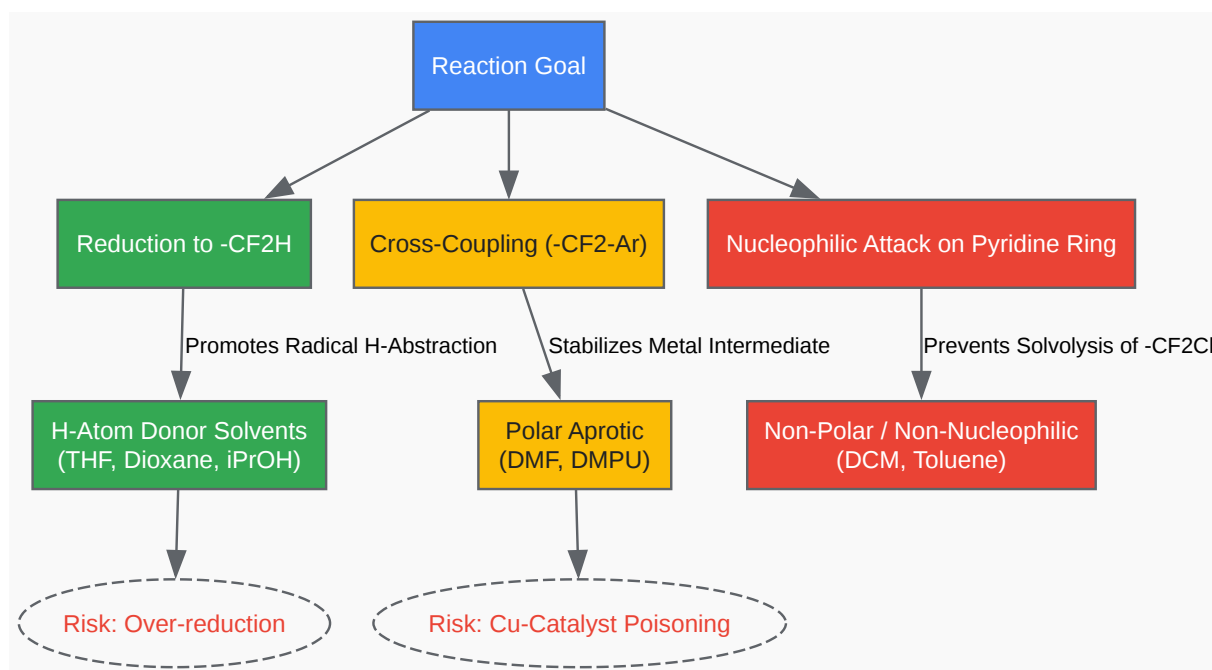 Reaction Goal
Reduction to -CF2H
Cross-Coupling (-CF2-Ar)
Nucleophilic Attack on Pyridine Ring
Promotes Radical H-Abstraction
Stabilizes Metal Intermediate
Prevents Solvolysis of -CF2Cl
H-Atom Donor Solvents
(THF, Dioxane, iPrOH)
Polar Aprotic
(DMF, DMPU)
Non-Polar / Non-Nucleophilic
(DCM, Toluene)
Risk: Over-reduction
Risk: Cu-Catalyst Poisoning